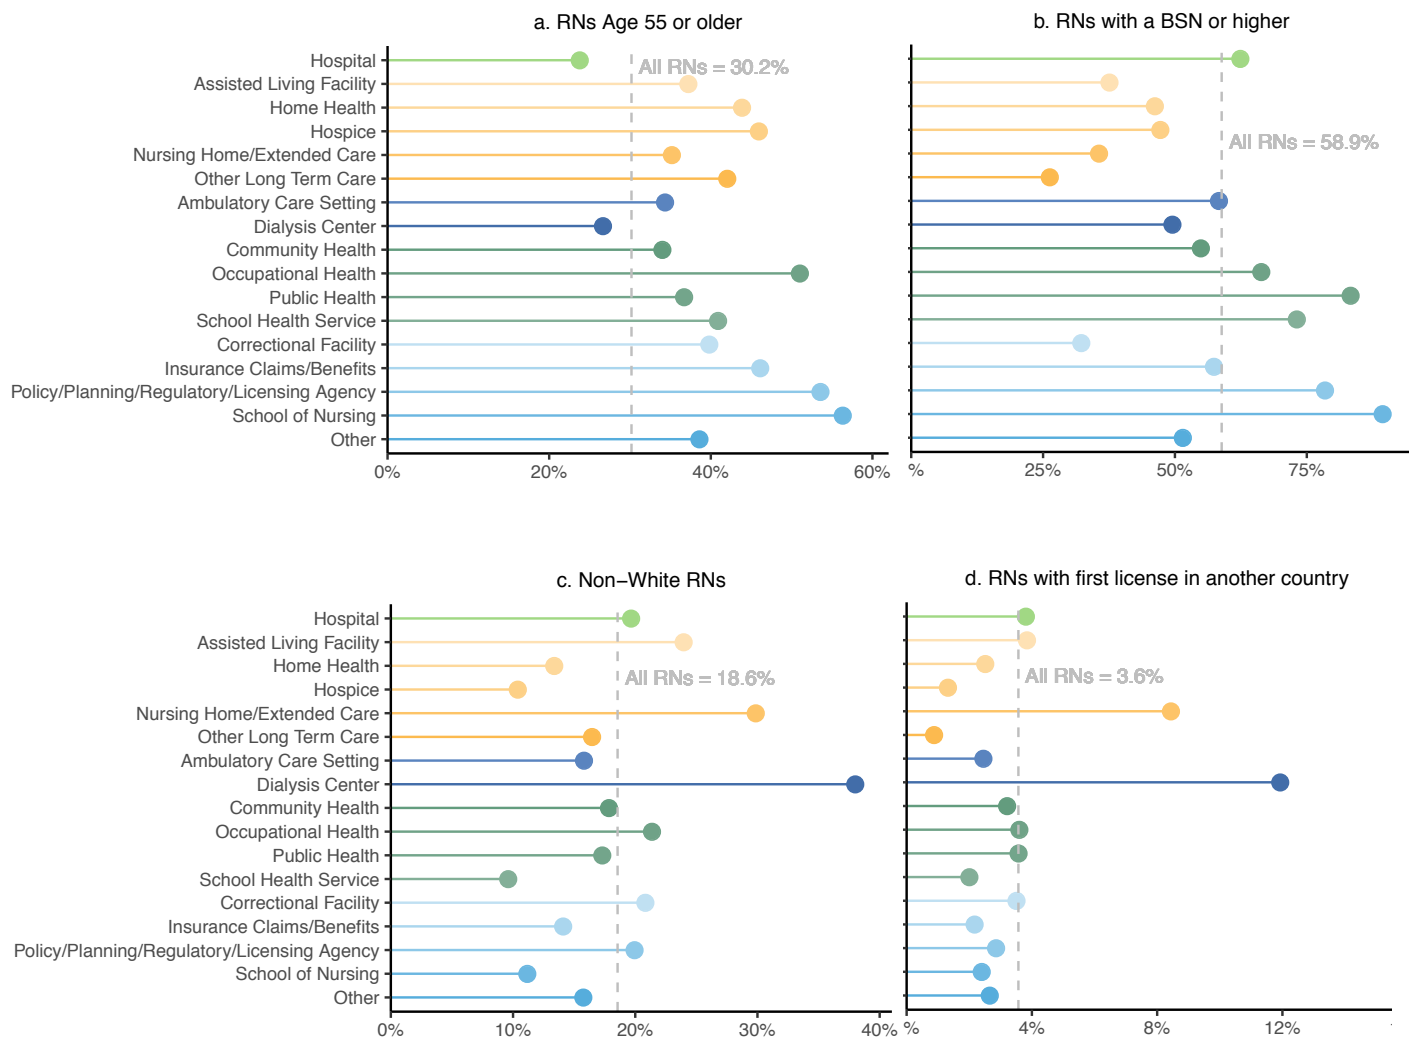 a. RNs Age 55 or older
b. RNs with a BSN or higher
Hospital
All RNs = 30.2%
Assisted Living Facility
Home Health
Hospice
All RNs = 58.9%
Nursing Home/Extended Care
Other Long Term Care
Ambulatory Care Setting
Dialysis Center
Community Health
Occupational Health
Public Health
School Health Service
Correctional Facility
Insurance Claims/Benefits
Policy/Planning/Regulatory/Licensing Agency
School of Nursing
Other
0% 20% 40% 60%
% 25% 50% 75%
c. Non−White RNs
d. RNs with first license in another country
Hospital
Assisted Living Facility
Home Health
All RNs = 18.6%
All RNs = 3.6%
Hospice
Nursing Home/Extended Care
Other Long Term Care
Ambulatory Care Setting
Dialysis Center
Community Health
Occupational Health
Public Health
School Health Service
Correctional Facility
Insurance Claims/Benefits
Policy/Planning/Regulatory/Licensing Agency
School of Nursing
Other
0% 10% 20% 30% 40%
% 4% 8% 12%